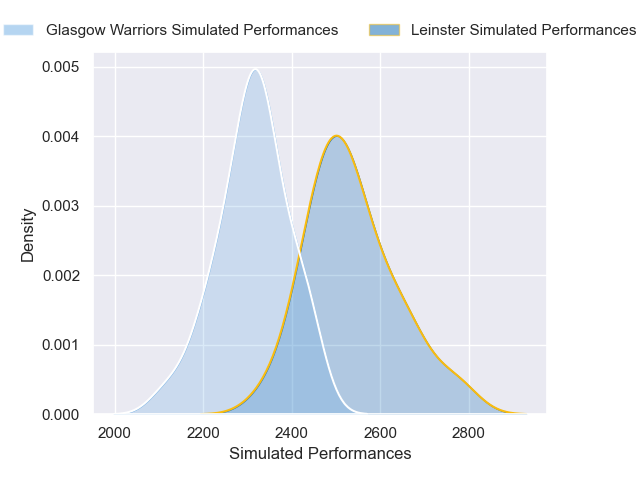 Glasgow Warriors Simulated Performances
Leinster Simulated Performances
0.005
0.004
0.003
0.002
0.001
0.000
Density
2000 2200 2400 2600 2800
Simulated Performances